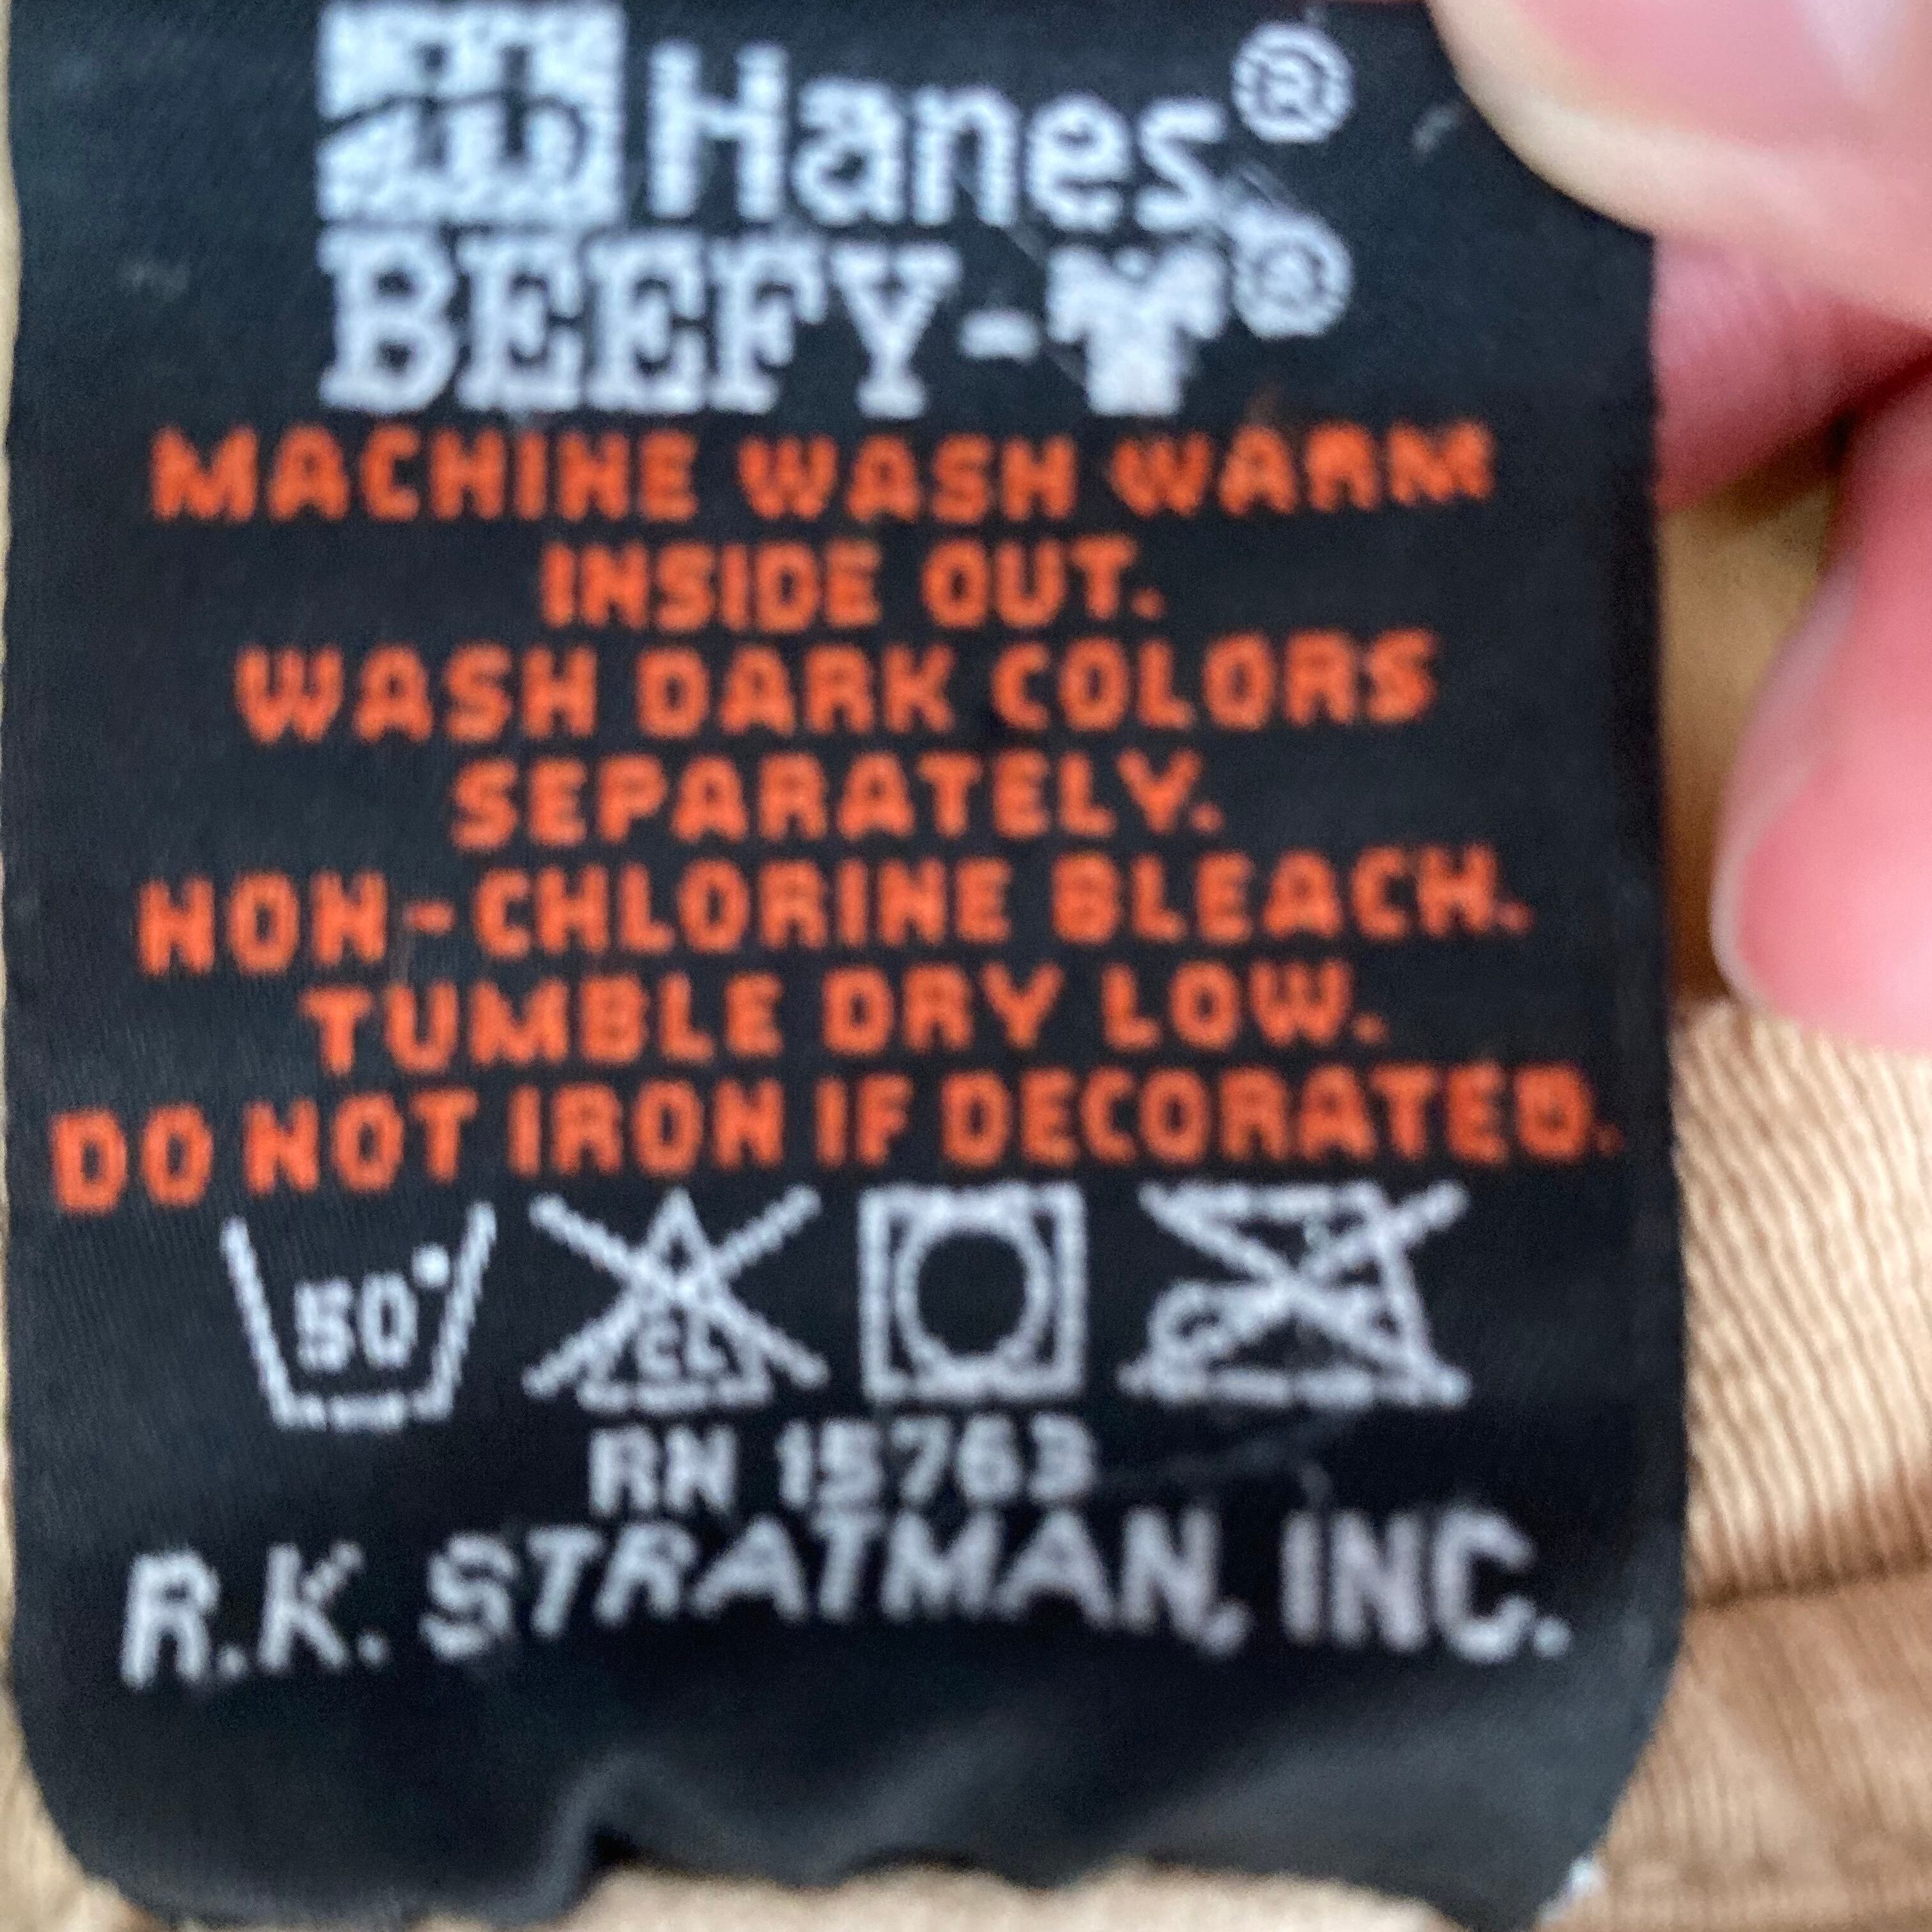 Hanes®
BEEFY-T®
MACHINE WASH WARM
INSIDE OUT.
WASH DARK COLORS
SEPARATELY.
NON-CHLORINE BLEACH.
TUMBLE DRY LOW.
DO NOT IRON IF DECORATED.
50° CL
RN 15763
R.K. STRATMAN, INC.